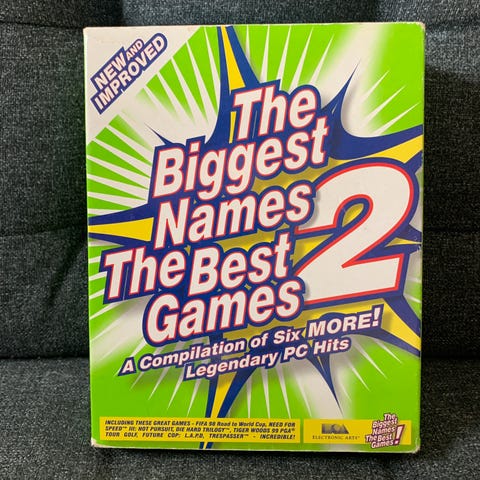 NEW AND
IMPROVED
The
Biggest
Names
The Best
Games
2
A Compilation of Six MORE!
Legendary PC Hits
INCLUDING THESE GREAT GAMES - FIFA 98 Road to World Cup, NEED FOR
SPEED™ III: HOT PURSUIT, DIE HARD TRILOGY™, TIGER WOODS 99 PGA®
TOUR GOLF, FUTURE COP: L.A.P.D, TRESPASSER™ - INCREDIBLE!
ELECTRONIC ARTS™
The
Biggest
Names
The Best
Games!